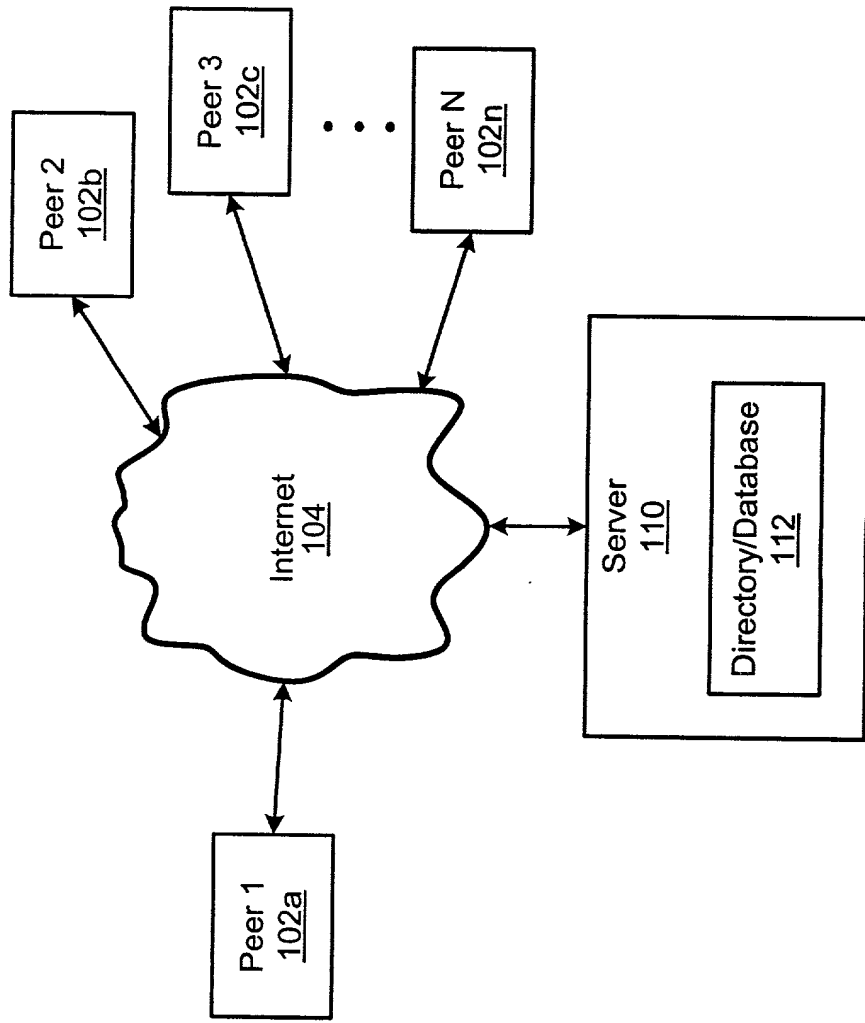 Peer 1
102a
Internet
104
Peer 2
102b
Peer 3
102c
Peer N
102n
Server
110
Directory/Database
112